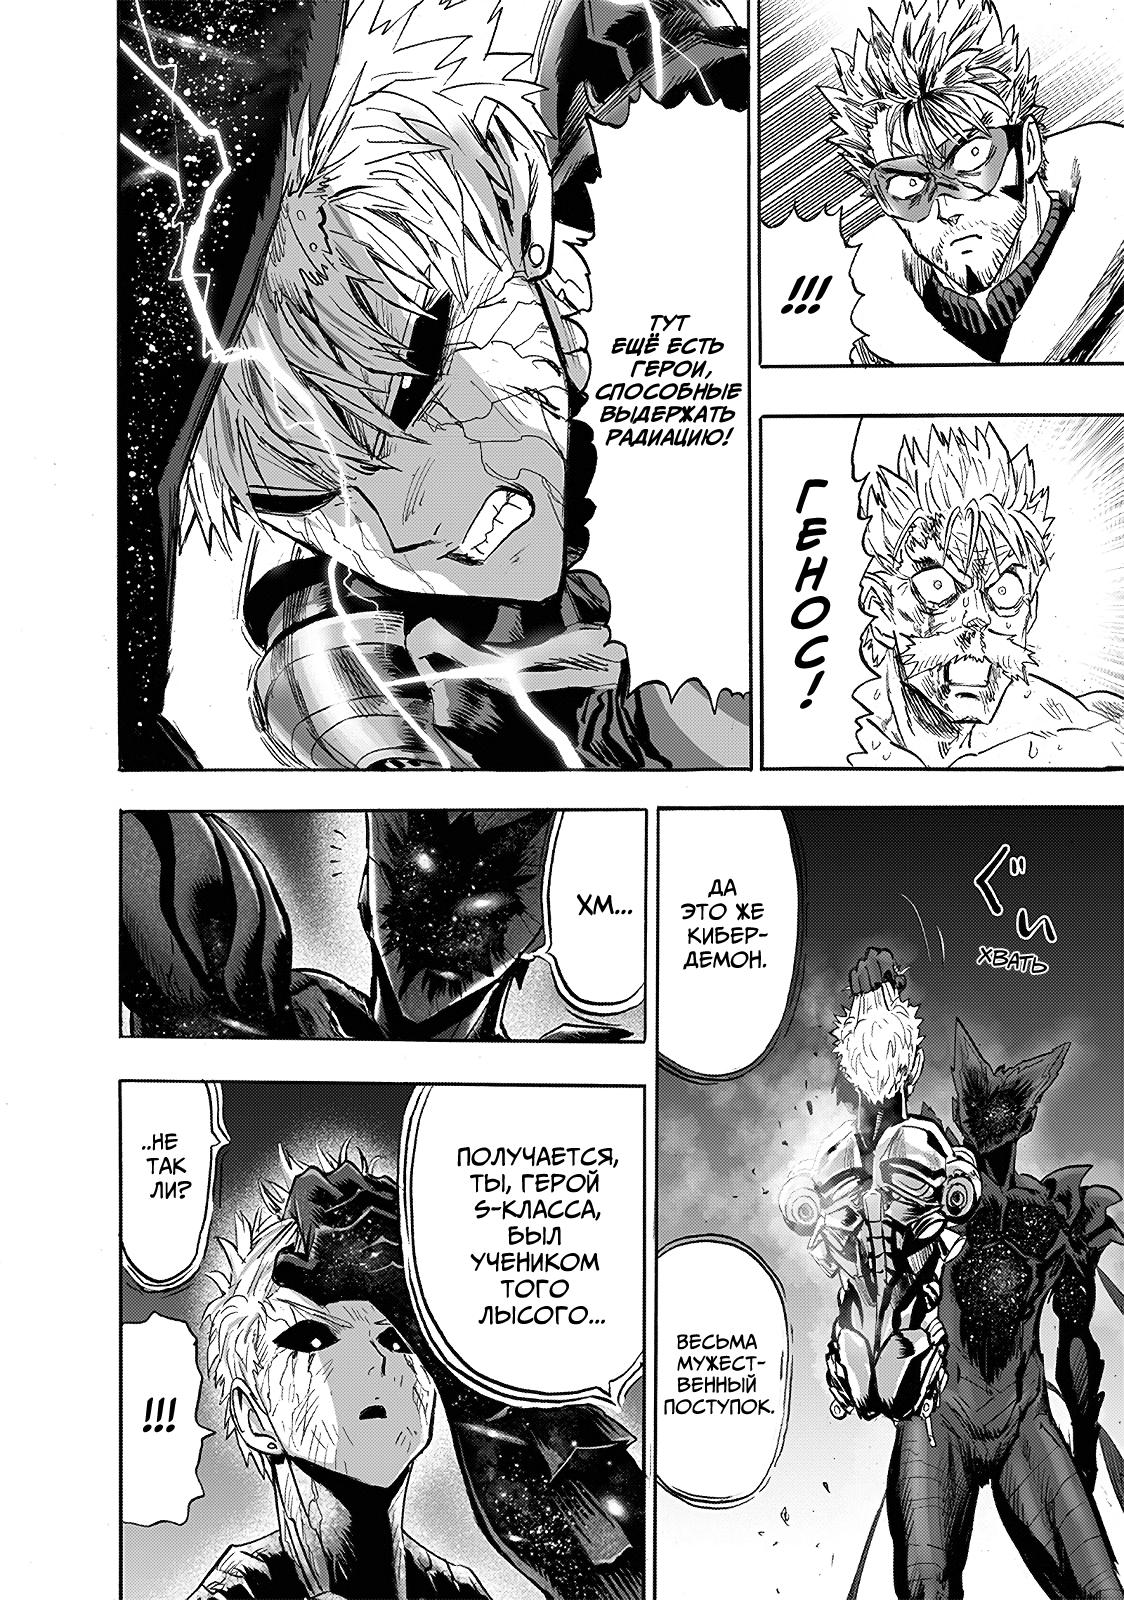 !!!
ГЕНОС!
ТУТ
ЕЩЁ ЕСТЬ
ГЕРОИ,
СПОСОБНЫЕ
ВЫДЕРЖАТЬ
РАДИАЦИЮ!
ぐい
ХВАТЬ
ДА
ЭТО ЖЕ
КИБЕР-
ДЕМОН.
ВЕСЬМА
МУЖЕСТ-
ВЕННЫЙ
ПОСТУПОК.
ХМ...
ПОЛУЧАЕТСЯ,
ТЫ, ГЕРОЙ
S-КЛАССА,
БЫЛ
УЧЕНИКОМ
ТОГО
ЛЫСОГО...
..НЕ
ТАК
ЛИ?
!!!